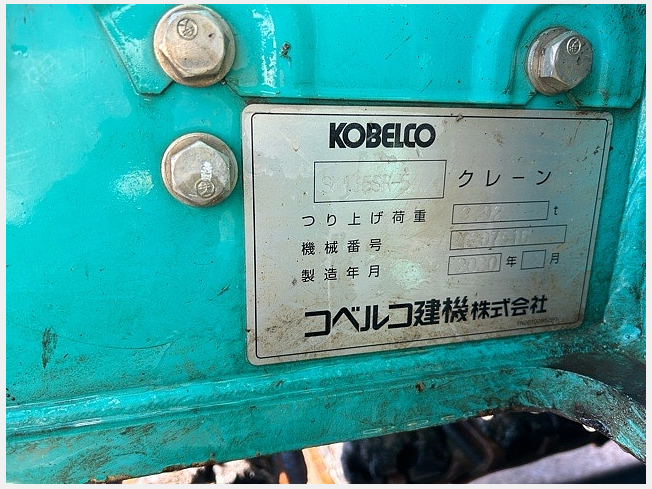 KOBELCO
クレーン
つり上げ荷重 t
機械番号
製造年月 2020 年 月
コベルコ建機株式会社